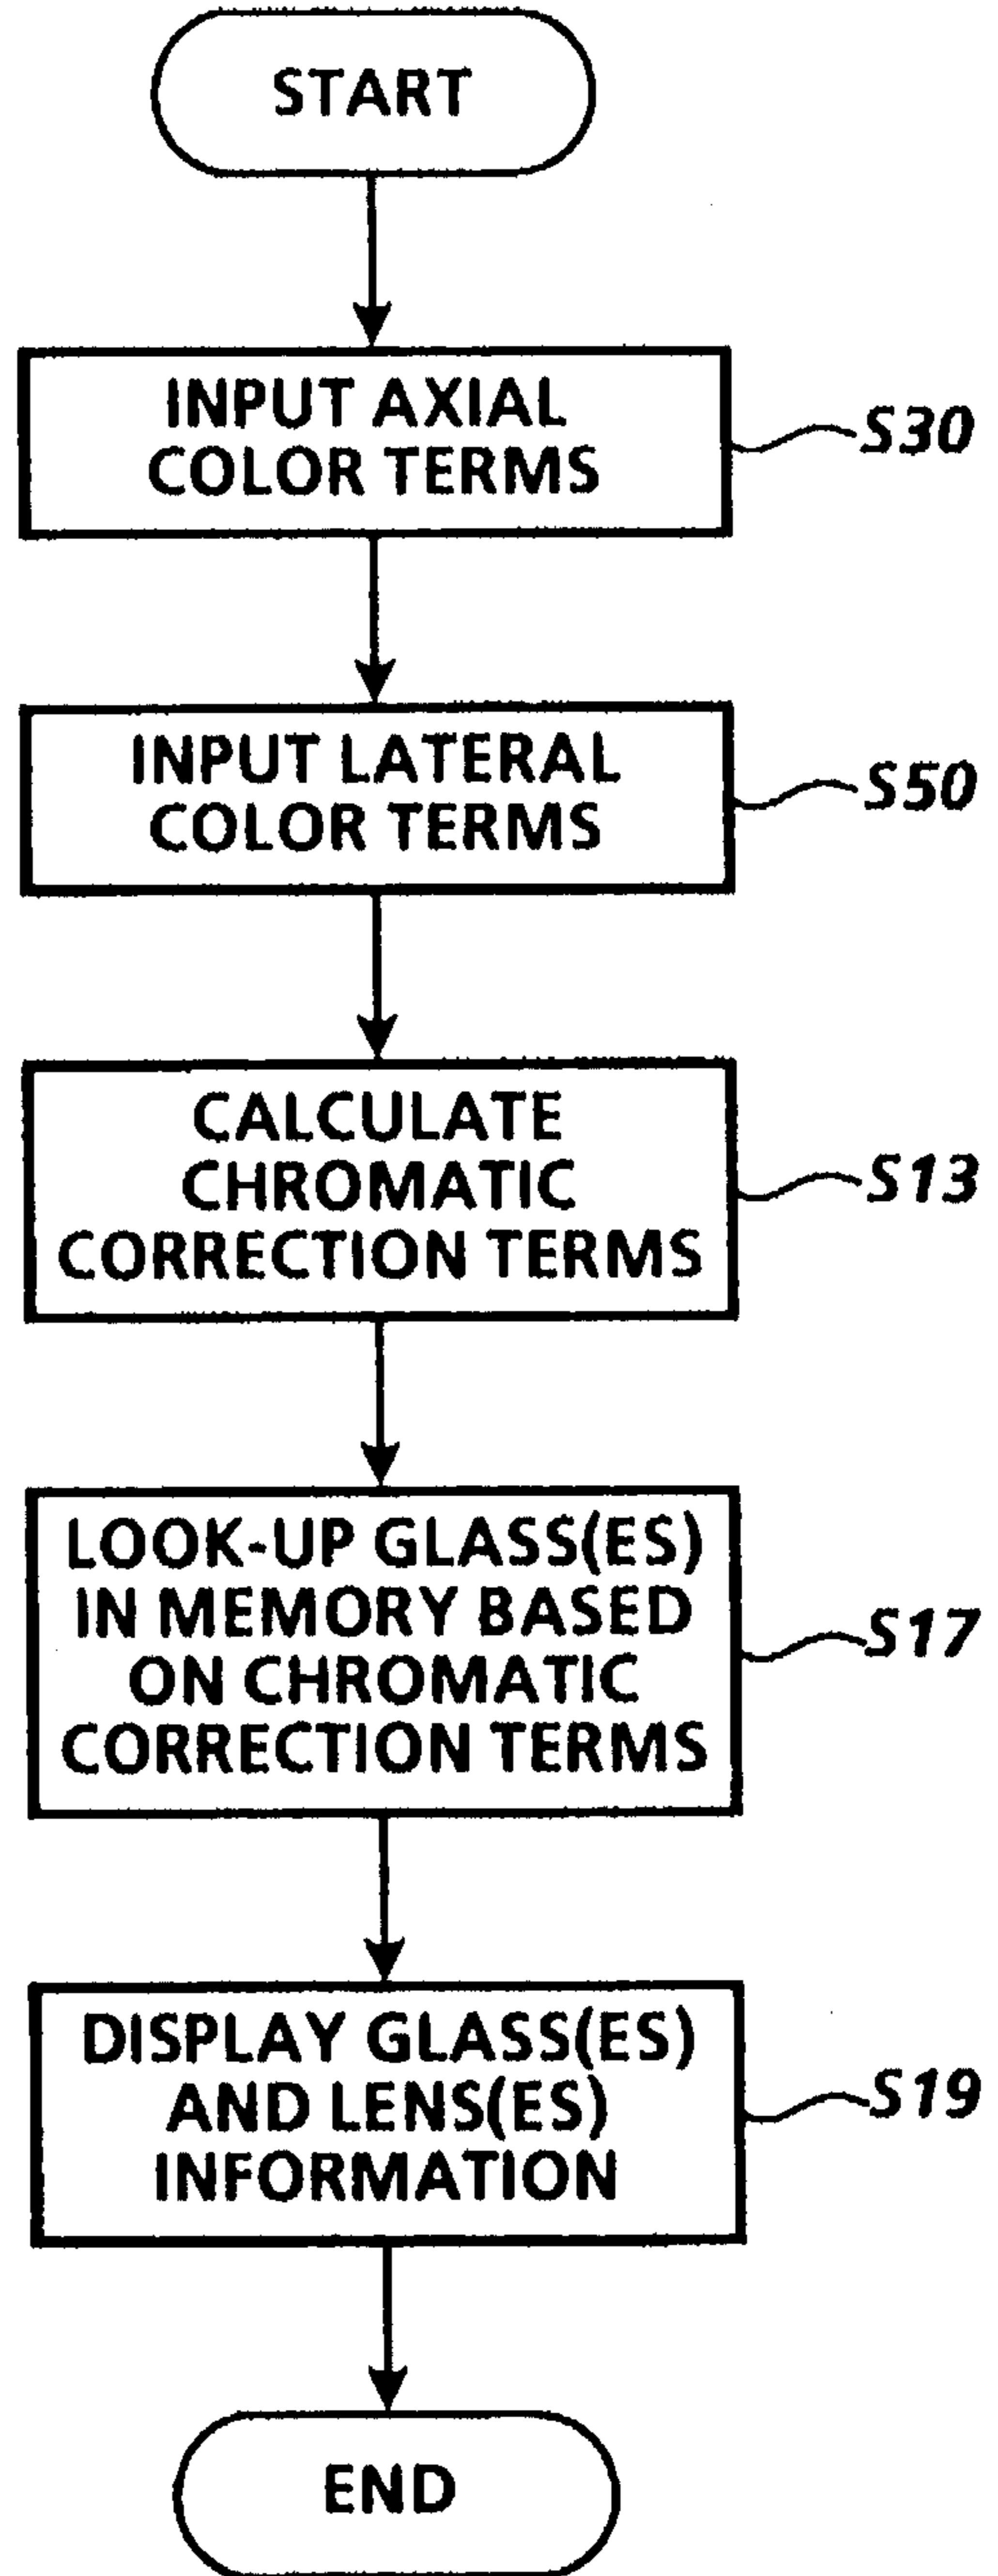 START
INPUT AXIAL
COLOR TERMS
S30
INPUT LATERAL
COLOR TERMS
S50
CALCULATE
CHROMATIC
CORRECTION TERMS
S13
LOOK-UP GLASS(ES)
IN MEMORY BASED
ON CHROMATIC
CORRECTION TERMS
S17
DISPLAY GLASS(ES)
AND LENS(ES)
INFORMATION
S19
END